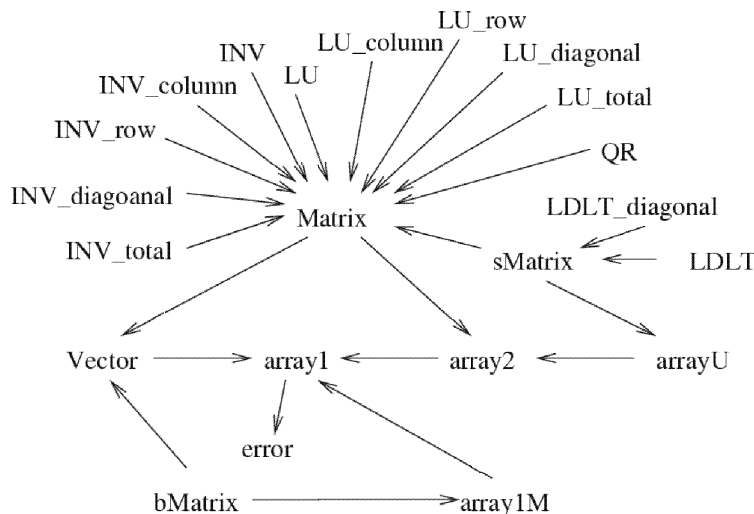 LU_row
INV
LU_column
LU_diagonal
INV_column
LU
LU_total
INV_row
QR
INV_diagoanal
Matrix
LDLT_diagonal
INV_total
sMatrix
LDLT
Vector
array1
array2
arrayU
error
bMatrix
array1M